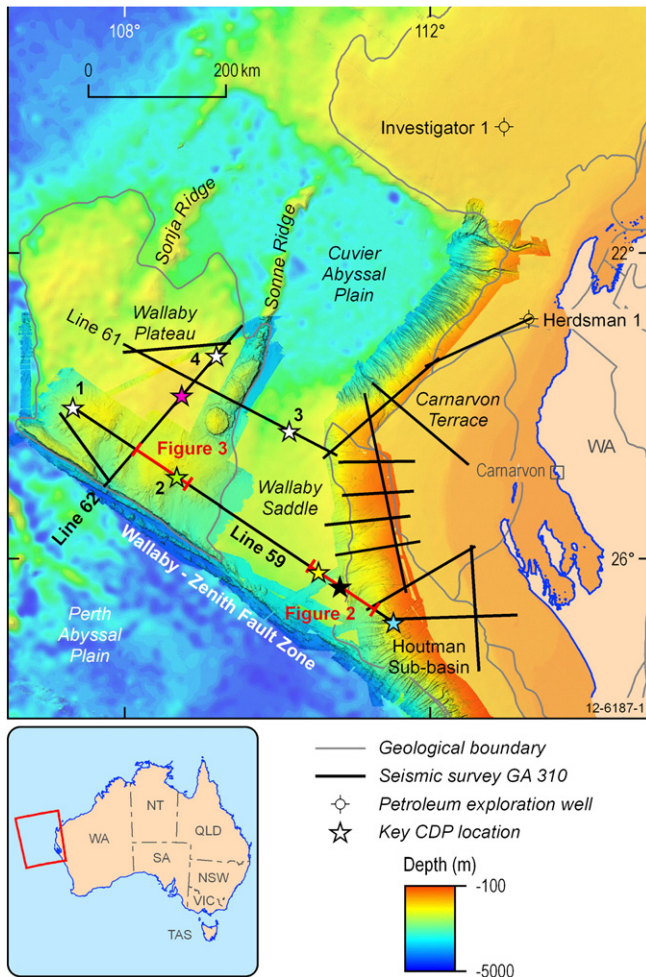 108°
112°
0
200 km
Investigator 1
Sonja Ridge
Sonne Ridge
Cuvier
Abyssal
Plain
22°
Wallaby
Plateau
Line 61
Herdsman 1
4
1
3
Carnarvon
Terrace
WA
Figure 3
Carnarvon
2
Wallaby
Saddle
Line 62
Line 59
26°
Wallaby - Zenith Fault Zone
Figure 2
Perth
Abyssal
Plain
Houtman
Sub-basin
12-6187-1
NT
QLD
WA
SA
NSW
VIC
TAS
Geological boundary
Seismic survey GA 310
Petroleum exploration well
Key CDP location
Depth (m)
-100
-5000